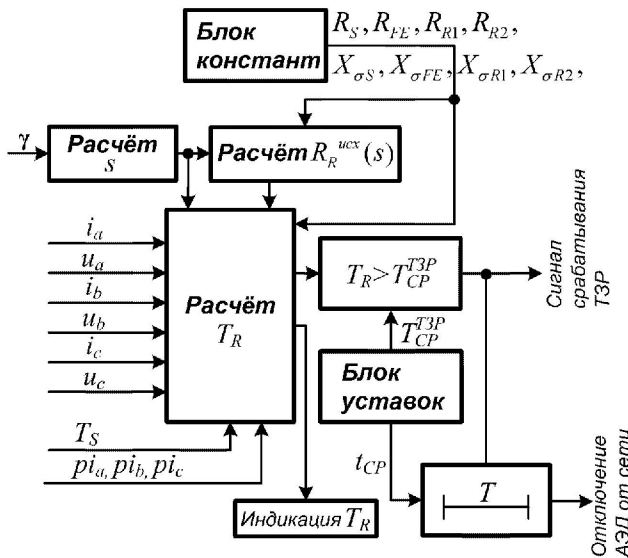 Блок
констант
R_S, R_FE, R_R1, R_R2,
X_σS, X_σFE, X_σR1, X_σR2,
γ
Расчёт
s
Расчёт R_R^исх(s)
i_a
u_a
i_b
u_b
i_c
u_c
Расчёт
T_R
T_R>T_CP^ТЗР
Сигнал
срабатывания
ТЗР
T_CP^ТЗР
Блок
уставок
T_S
pi_a, pi_b, pi_c
t_CP
T
Индикация T_R
Отключение
АЭД от сети